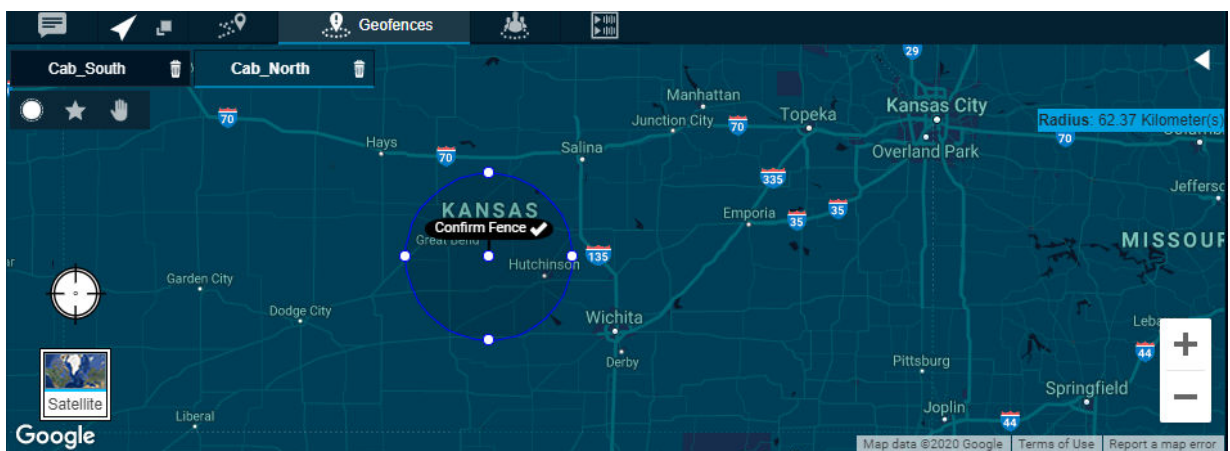 Geofences
Cab_South
Cab_North
29
Manhattan
Kansas City
Junction City
70
Topeka
Radius: 62.37 Kilometer(s)
70
70
Hays
70
Salina
Overland Park
335
Jefferso
KANSAS
Emporia
35
35
Confirm Fence
MISSOUR
Great Bend
135
Hutchinson
Garden City
Dodge City
Wichita
Leba
44
Derby
Pittsburg
Satellite
Springfield
Liberal
Joplin
44
Google
Map data ©2020 Google
Terms of Use
Report a map error